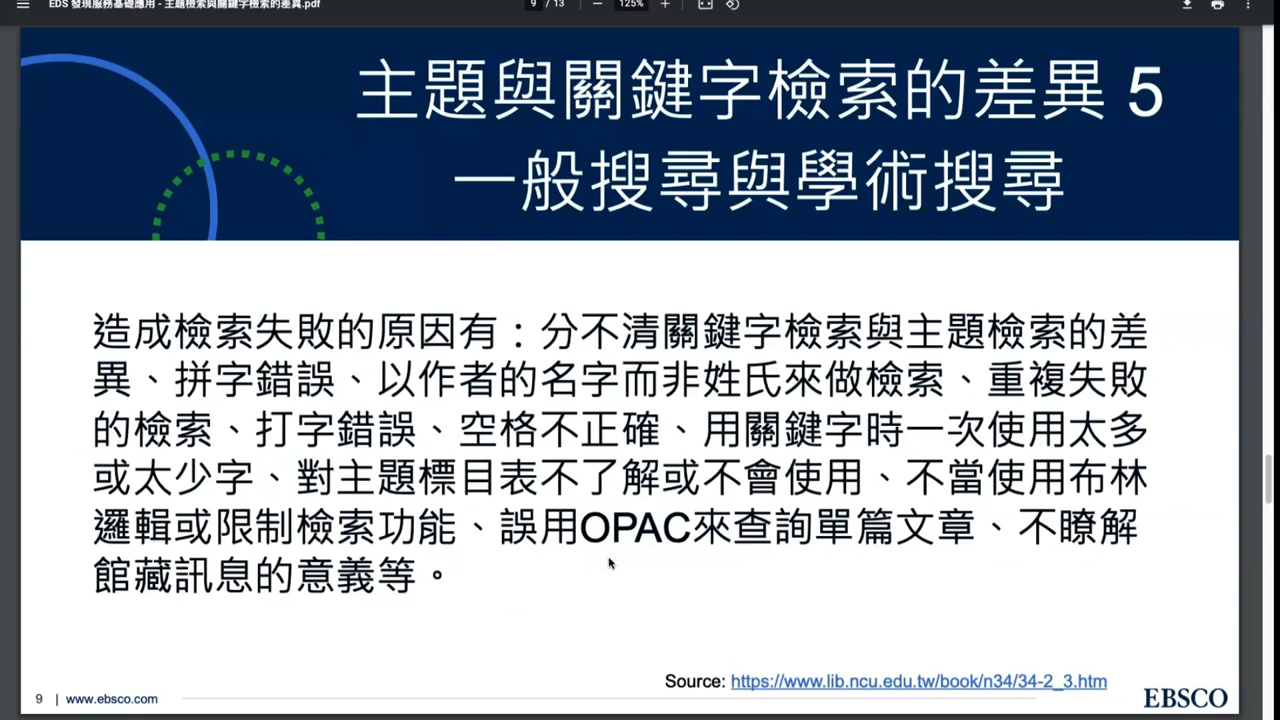 EDS 發現服務基礎應用 - 主題檢索與關鍵字檢索的差異.pdf
9 / 13
125%
主題與關鍵字檢索的差異 5
一般搜尋與學術搜尋
造成檢索失敗的原因有：分不清關鍵字檢索與主題檢索的差
異、拼字錯誤、以作者的名字而非姓氏來做檢索、重複失敗
的檢索、打字錯誤、空格不正確、用關鍵字時一次使用太多
或太少字、對主題標目表不了解或不會使用、不當使用布林
邏輯或限制檢索功能、誤用OPAC來查詢單篇文章、不瞭解
館藏訊息的意義等。
Source: https://www.lib.ncu.edu.tw/book/n34/34-2_3.htm
9 | www.ebsco.com
EBSCO